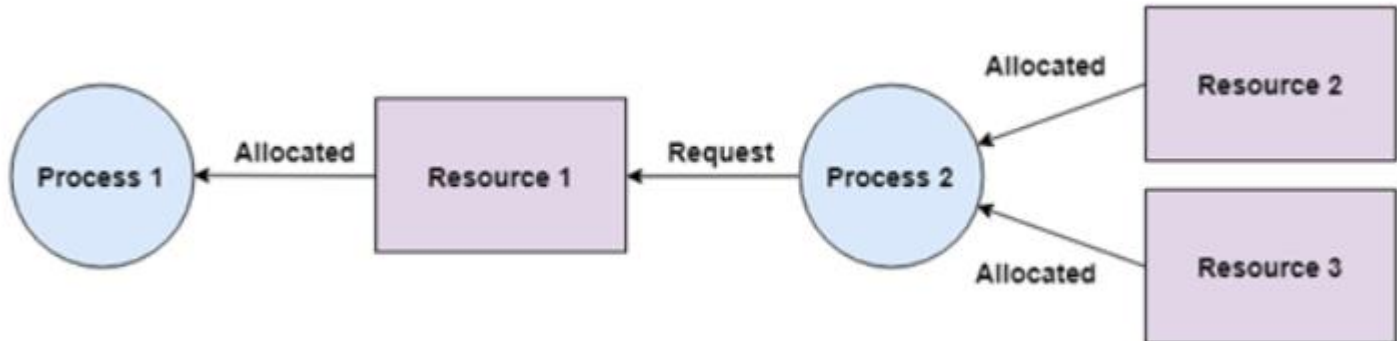 Allocated
Resource 2
Process 1
Allocated
Resource 1
Request
Process 2
Allocated
Resource 3